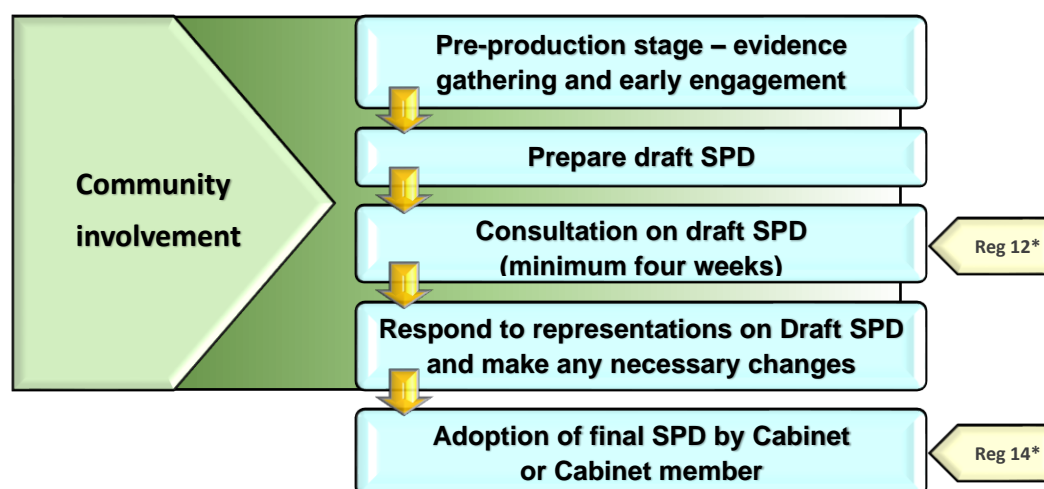 Pre-production stage – evidence
gathering and early engagement
Prepare draft SPD
Community
involvement
Consultation on draft SPD
(minimum four weeks)
Reg 12*
Respond to representations on Draft SPD
and make any necessary changes
Adoption of final SPD by Cabinet
or Cabinet member
Reg 14*